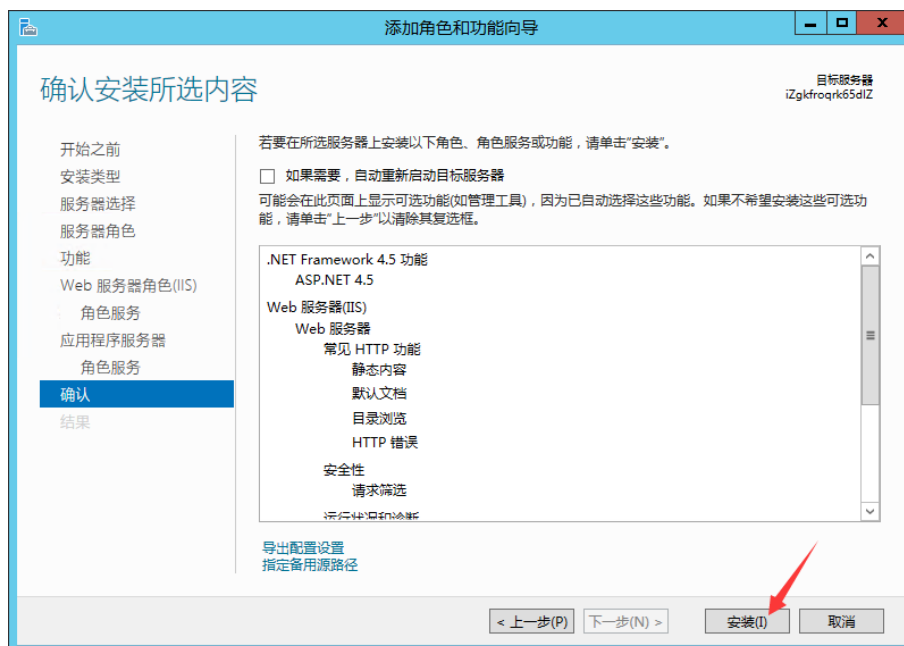 添加角色和功能向导
确认安装所选内容
目标服务器
iZgkfroqrk65dlZ
开始之前
安装类型
服务器选择
服务器角色
功能
Web 服务器角色(IIS)
角色服务
应用程序服务器
角色服务
确认
结果
若要在所选服务器上安装以下角色、角色服务或功能，请单击“安装”。
如果需要，自动重新启动目标服务器
可能会在此页面上显示可选功能(如管理工具)，因为已自动选择这些功能。如果不希望安装这些可选功
能，请单击“上一步”以清除其复选框。
.NET Framework 4.5 功能
ASP.NET 4.5
Web 服务器(IIS)
Web 服务器
常见 HTTP 功能
静态内容
默认文档
目录浏览
HTTP 错误
安全性
请求筛选
运行状况和诊断
导出配置设置
指定备用源路径
< 上一步(P)
下一步(N) >
安装(I)
取消